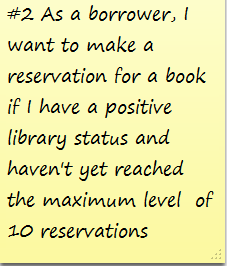 #2 As a borrower, I
want to make a
reservation for a book
if I have a positive
library status and
haven't yet reached
the maximum level of
10 reservations